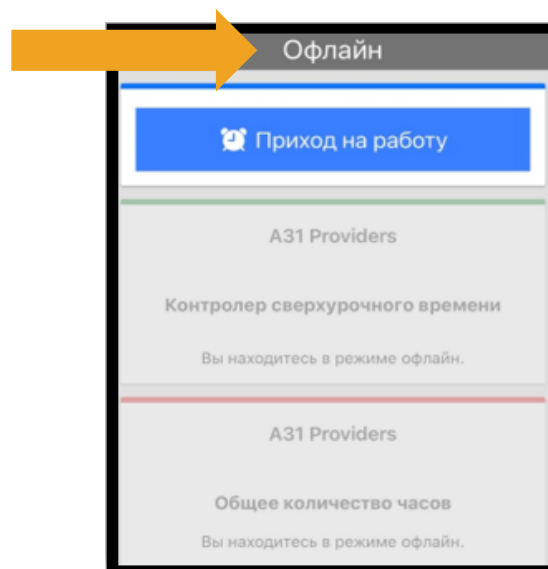 Офлайн
Приход на работу
A31 Providers
Контролер сверхурочного времени
Вы находитесь в режиме офлайн.
A31 Providers
Общее количество часов
Вы находитесь в режиме офлайн.